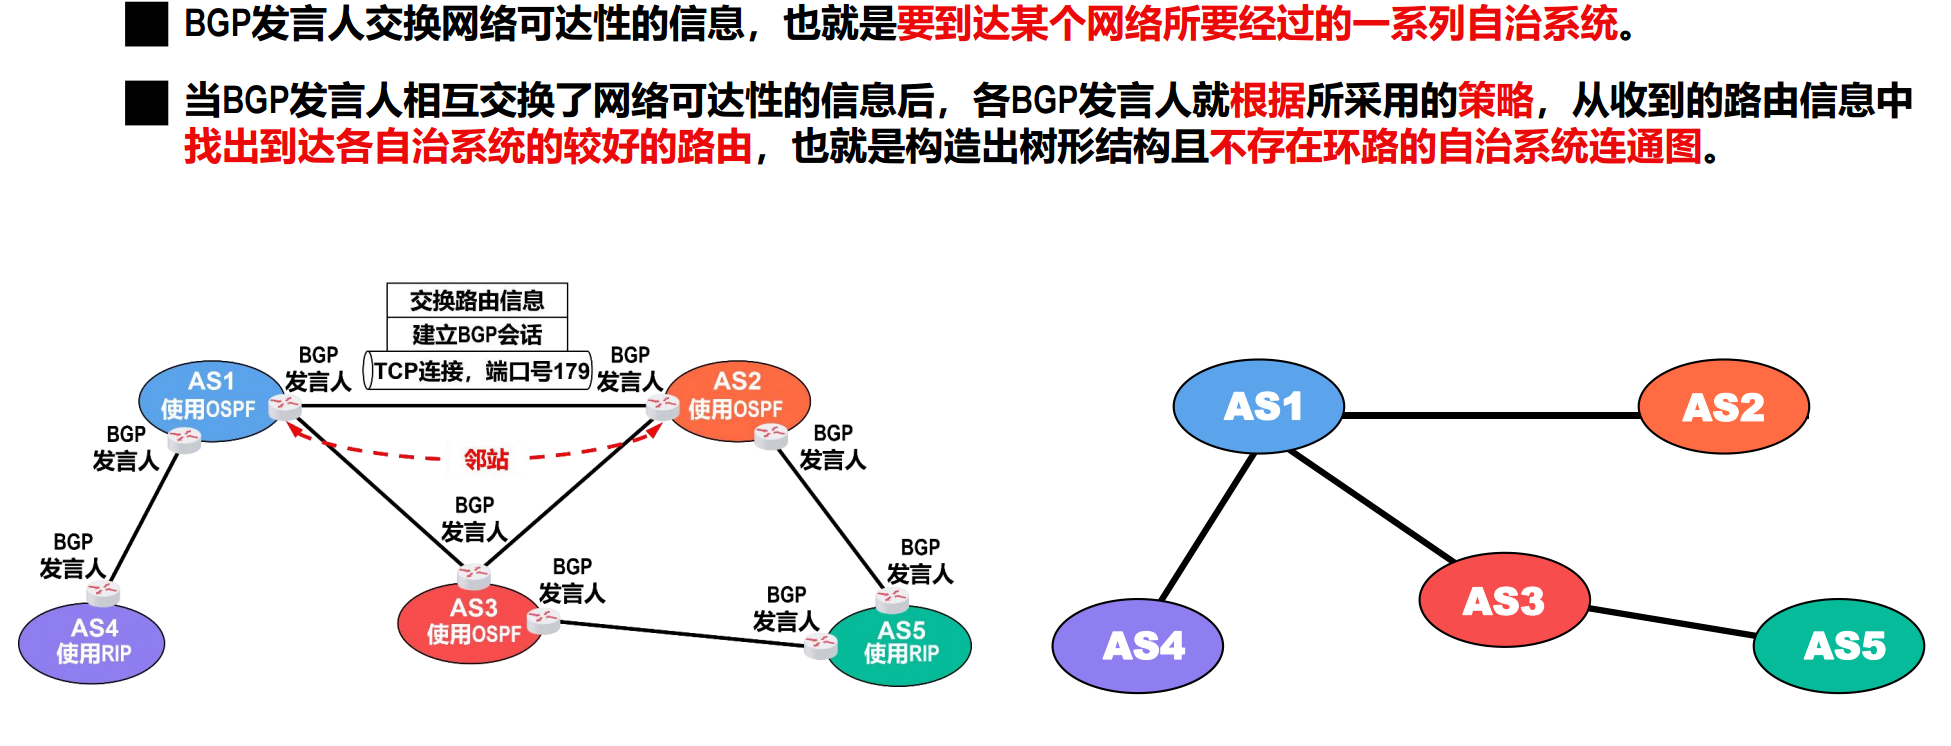 BGP发言人交换网络可达性的信息，也就是要到达某个网络所要经过的一系列自治系统。
当BGP发言人相互交换了网络可达性的信息后，各BGP发言人就根据所采用的策略，从收到的路由信息中
找出到达各自治系统的较好的路由，也就是构造出树形结构且不存在环路的自治系统连通图。
交换路由信息
建立BGP会话
TCP连接，端口号179
BGP
发言人
BGP
发言人
AS1
使用OSPF
AS2
使用OSPF
BGP
发言人
邻站
BGP
发言人
BGP
发言人
BGP
发言人
BGP
发言人
BGP
发言人
BGP
发言人
AS4
使用RIP
AS3
使用OSPF
AS5
使用RIP
AS1
AS2
AS3
AS4
AS5